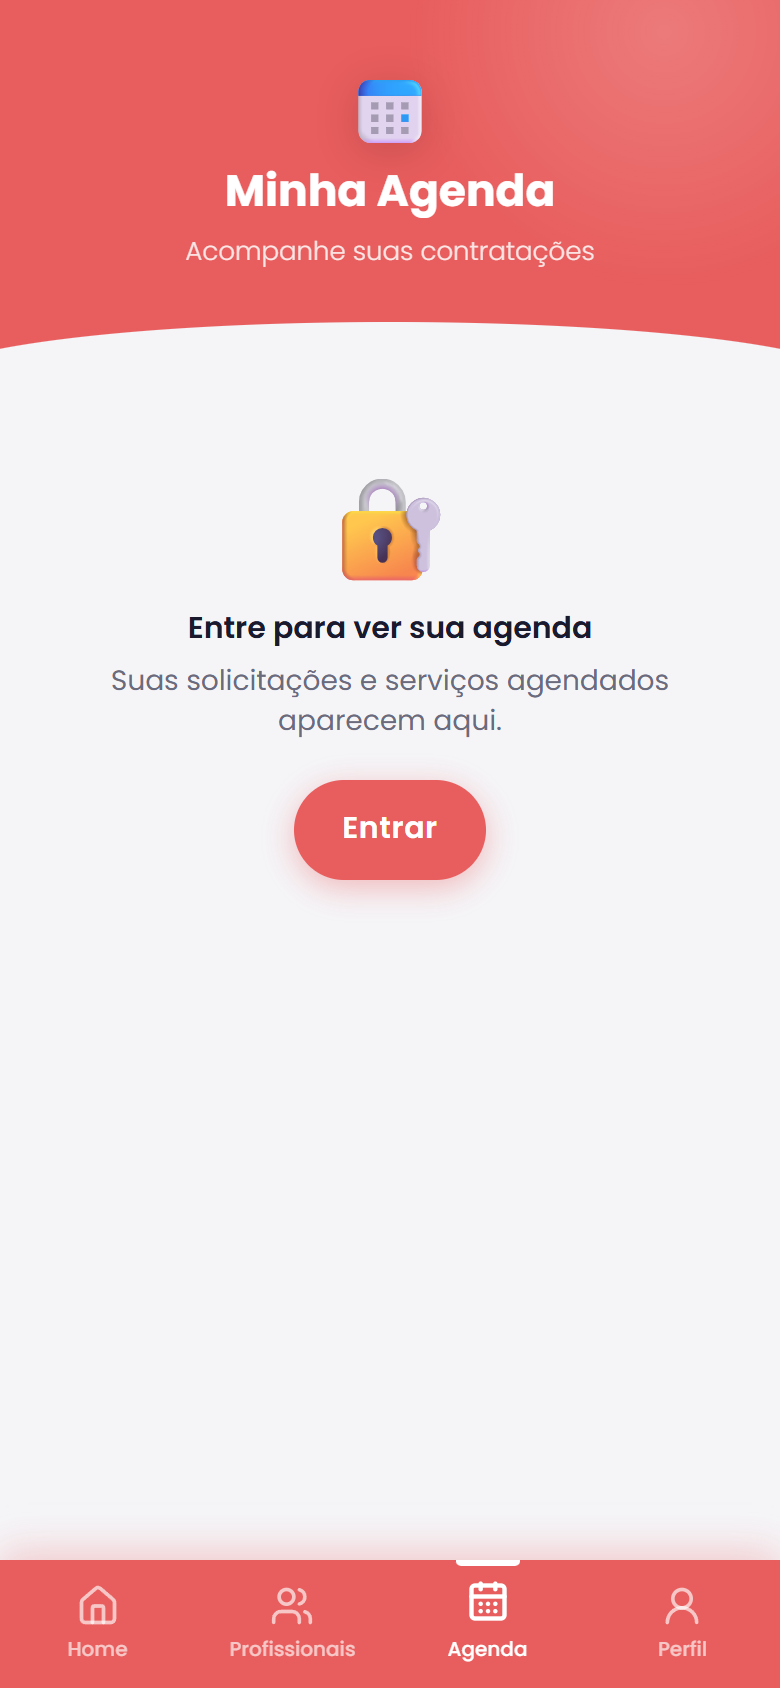 Minha Agenda
Acompanhe suas contratações
Entre para ver sua agenda
Suas solicitações e serviços agendados
aparecem aqui.
Entrar
Home
Profissionais
Agenda
Perfil